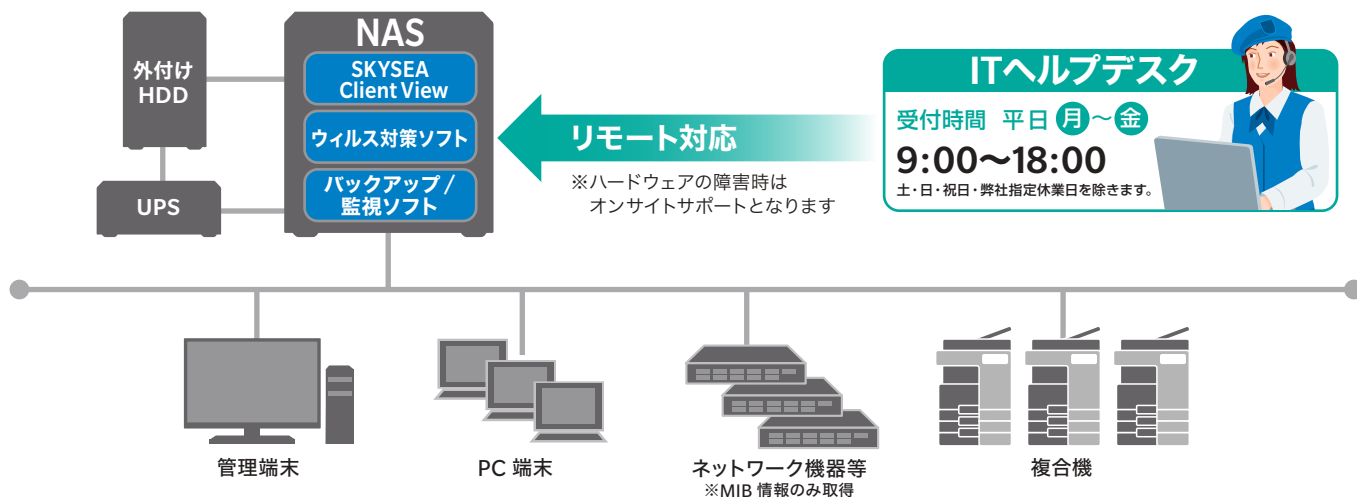 外付け
HDD
UPS
NAS
SKYSEA
Client View
ウィルス対策ソフト
バックアップ /
監視ソフト
リモート対応
※ハードウェアの障害時は
オンサイトサポートとなります
ITヘルプデスク
受付時間 平日 月～金
9:00～18:00
土・日・祝日・弊社指定休業日を除きます。
管理端末
PC 端末
ネットワーク機器等
※MIB 情報のみ取得
複合機